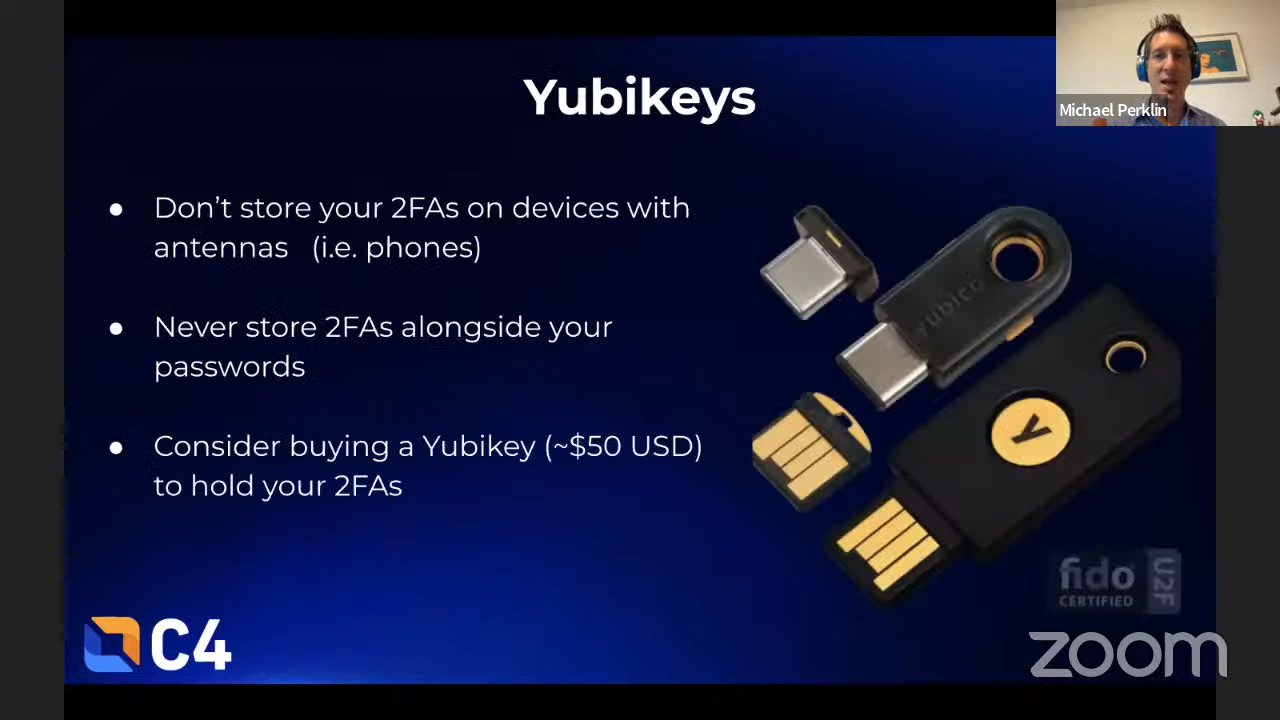 Yubikeys
Michael Perklin
● Don’t store your 2FAs on devices with
antennas (i.e. phones)
● Never store 2FAs alongside your
passwords
● Consider buying a Yubikey (~$50 USD)
to hold your 2FAs
yubico
y
fido
CERTIFIED
U2F
C4
zoom